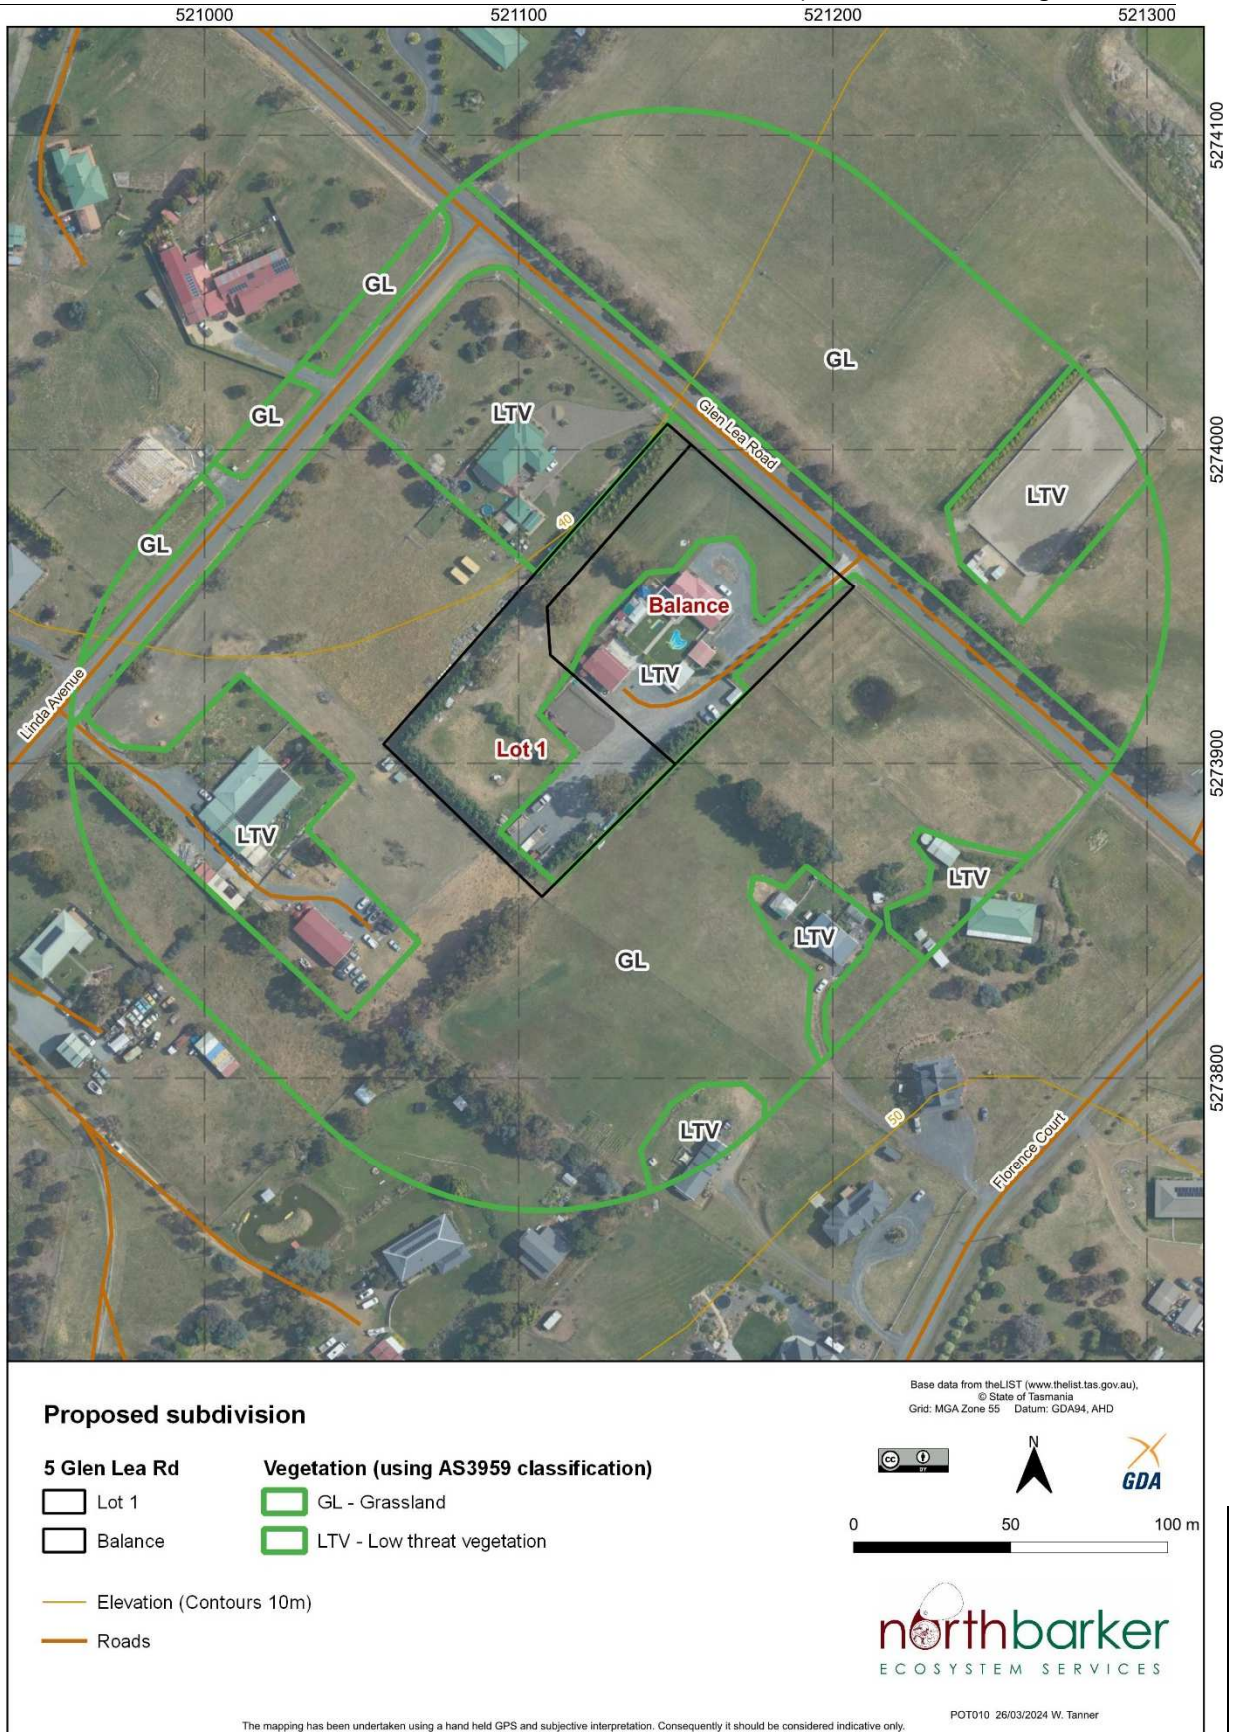 521000
521100
521200
521300
5274100
5274000
5273900
5273800
GL
GL
GL
GL
LTV
LTV
Glen Lea Road
40
Balance
LTV
Lot 1
Linda Avenue
LTV
LTV
LTV
GL
LTV
50
Florence Court
Proposed subdivision
5 Glen Lea Rd
Lot 1
Balance
Elevation (Contours 10m)
Roads
Vegetation (using AS3959 classification)
GL - Grassland
LTV - Low threat vegetation
Base data from theLIST (www.thelist.tas.gov.au),
© State of Tasmania
Grid: MGA Zone 55 Datum: GDA94, AHD
cc
BY
N
GDA
0 50 100 m
northbarker
ECOSYSTEM SERVICES
POT010 26/03/2024 W. Tanner
The mapping has been undertaken using a hand held GPS and subjective interpretation. Consequently it should be considered indicative only.